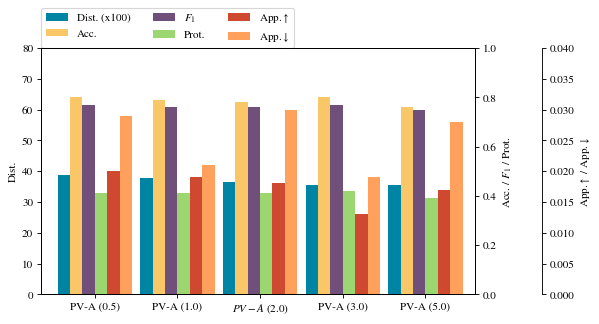 Dist. (x100) F1 App.↑
Acc. Prot. App.↓
80 1.0 0.040
70 0.035
60 0.8 0.030
50 0.6 0.025
40 0.020
30 0.4 0.015
20 0.2 0.010
10 0.005
0 0.0 0.000
Dist.
Acc. / F1 / Prot.
App.↑ / App.↓
PV-A (0.5) PV-A (1.0) PV − A (2.0) PV-A (3.0) PV-A (5.0)